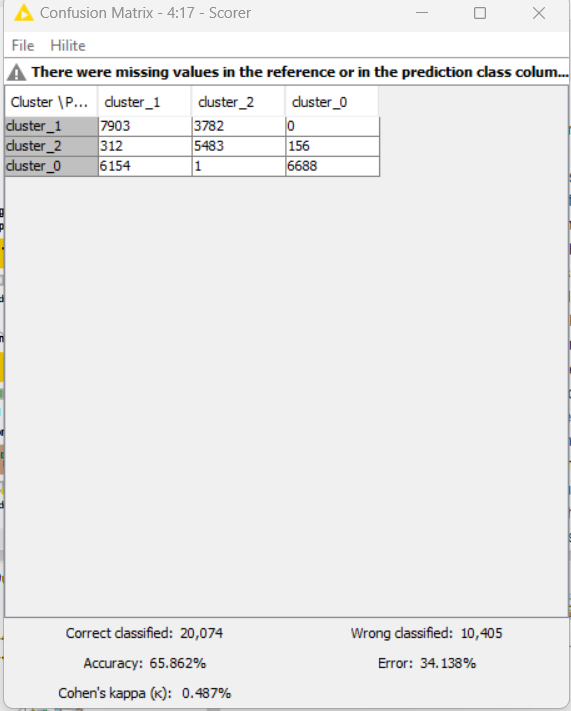 Confusion Matrix - 4:17 - Scorer
File Hilite
There were missing values in the reference or in the prediction class colum...
Cluster \P... cluster_1 cluster_2 cluster_0
cluster_1 7903 3782 0
cluster_2 312 5483 156
cluster_0 6154 1 6688
Correct classified: 20,074 Wrong classified: 10,405
Accuracy: 65.862% Error: 34.138%
Cohen's kappa (κ): 0.487%